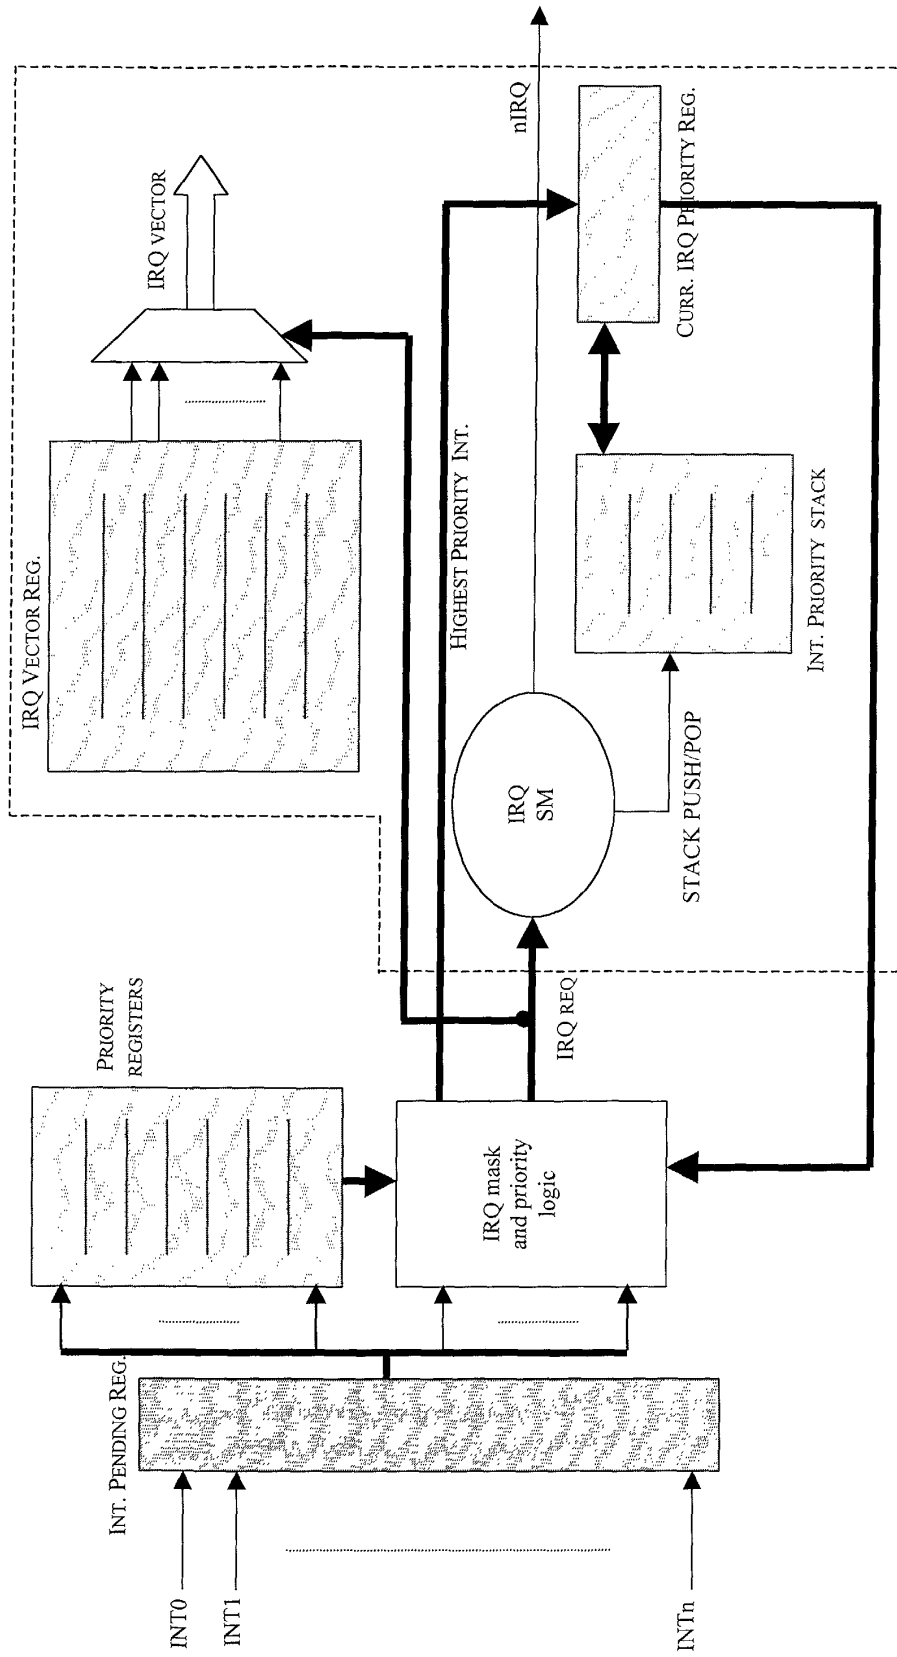 INT0
INT1
INTn
INT. PENDING REG.
PRIORITY
REGISTERS
IRQ mask
and priority
logic
IRQ REQ
IRQ
SM
STACK PUSH/POP
HIGHEST PRIORITY INT.
IRQ VECTOR REG.
IRQ VECTOR
nIRQ
CURR. IRQ PRIORITY REG.
INT. PRIORITY STACK